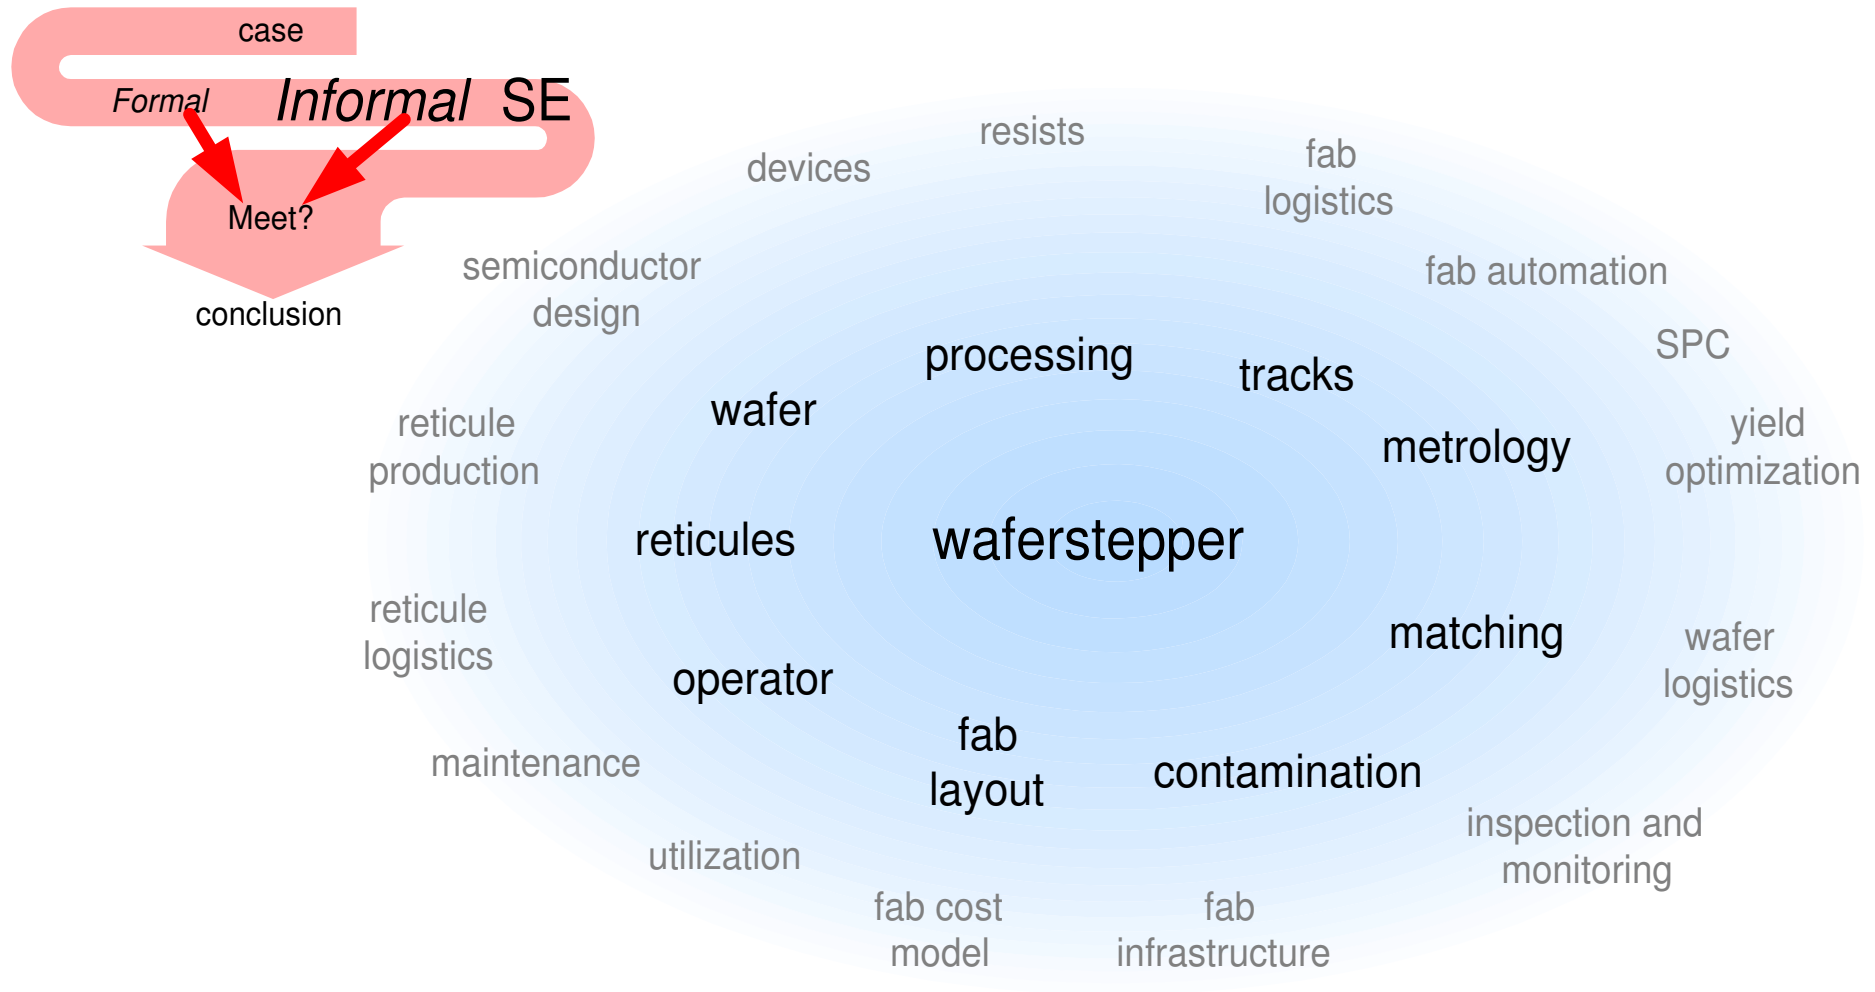 case
Formal Informal SE
Meet?
conclusion
resists
devices
fab
logistics
semiconductor
design
fab automation
SPC
processing
tracks
wafer
metrology
reticule
production
yield
optimization
reticules
waferstepper
reticule
logistics
matching
wafer
logistics
operator
fab
layout
contamination
maintenance
inspection and
monitoring
utilization
fab cost
model
fab
infrastructure